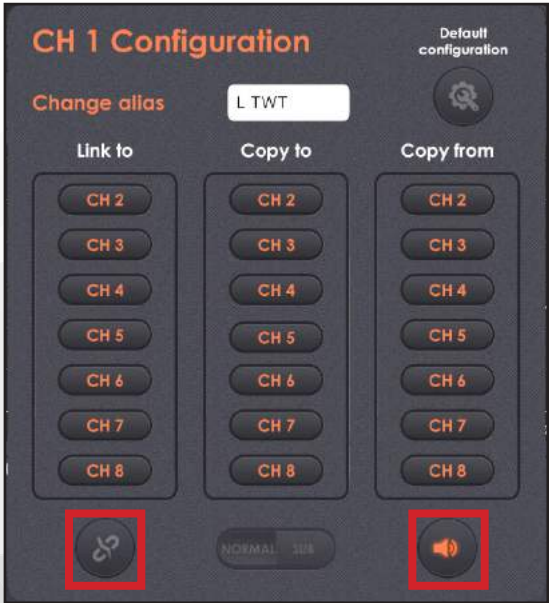 CH 1 Configuration
Default
configuration
Change alias
L TWT
Link to
Copy to
Copy from
CH 2
CH 2
CH 2
CH 3
CH 3
CH 3
CH 4
CH 4
CH 4
CH 5
CH 5
CH 5
CH 6
CH 6
CH 6
CH 7
CH 7
CH 7
CH 8
CH 8
CH 8
NORMAL
SUB